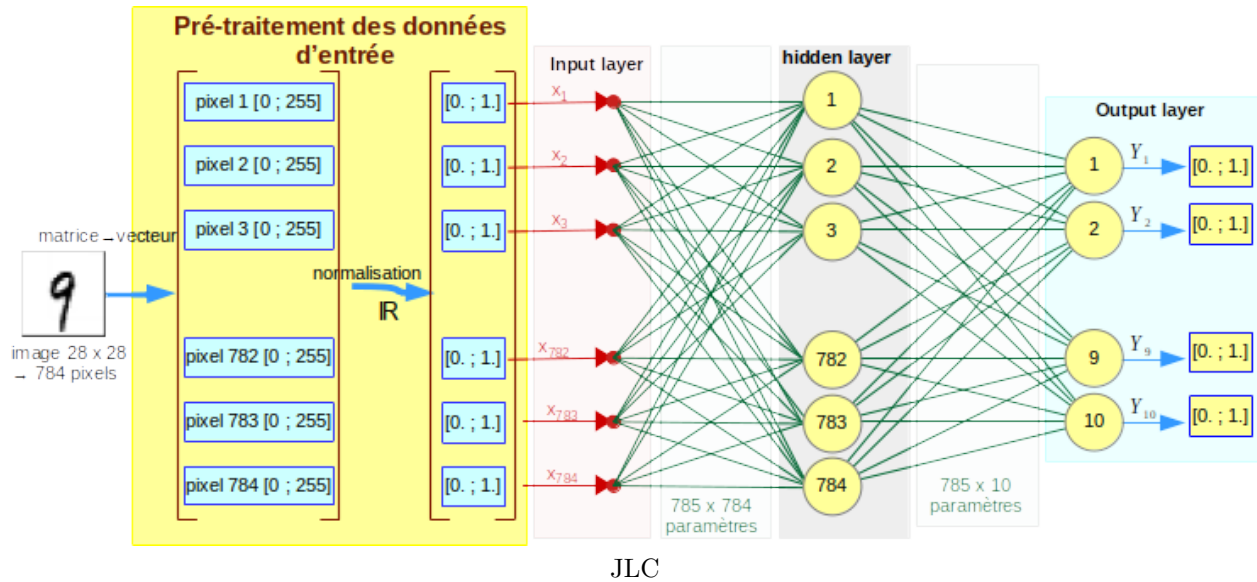 Pré-traitement des données
d'entrée
pixel 1 [0 ; 255]
pixel 2 [0 ; 255]
pixel 3 [0 ; 255]
pixel 782 [0 ; 255]
pixel 783 [0 ; 255]
pixel 784 [0 ; 255]
matrice→vecteur
9
image 28 x 28
→ 784 pixels
normalisation
ℝ
[0. ; 1.]
[0. ; 1.]
[0. ; 1.]
[0. ; 1.]
[0. ; 1.]
[0. ; 1.]
Input layer
x1
x2
x3
x782
x783
x784
785 x 784
paramètres
hidden layer
1
2
3
782
783
784
785 x 10
paramètres
Output layer
1
2
9
10
Y1
Y2
Y9
Y10
[0. ; 1.]
[0. ; 1.]
[0. ; 1.]
[0. ; 1.]
JLC